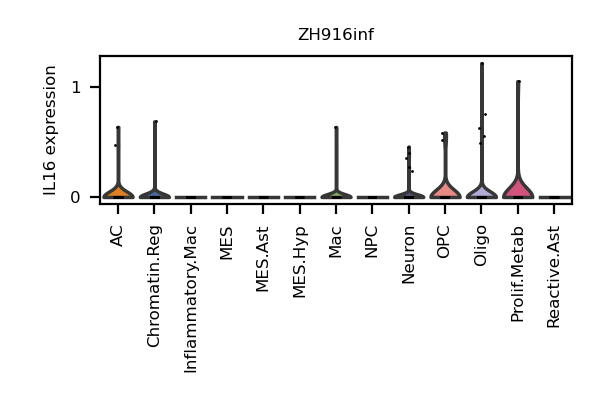 ZH916inf
IL16 expression
1
0
AC
Chromatin.Reg
Inflammatory.Mac
MES
MES.Ast
MES.Hyp
Mac
NPC
Neuron
OPC
Oligo
Prolif.Metab
Reactive.Ast